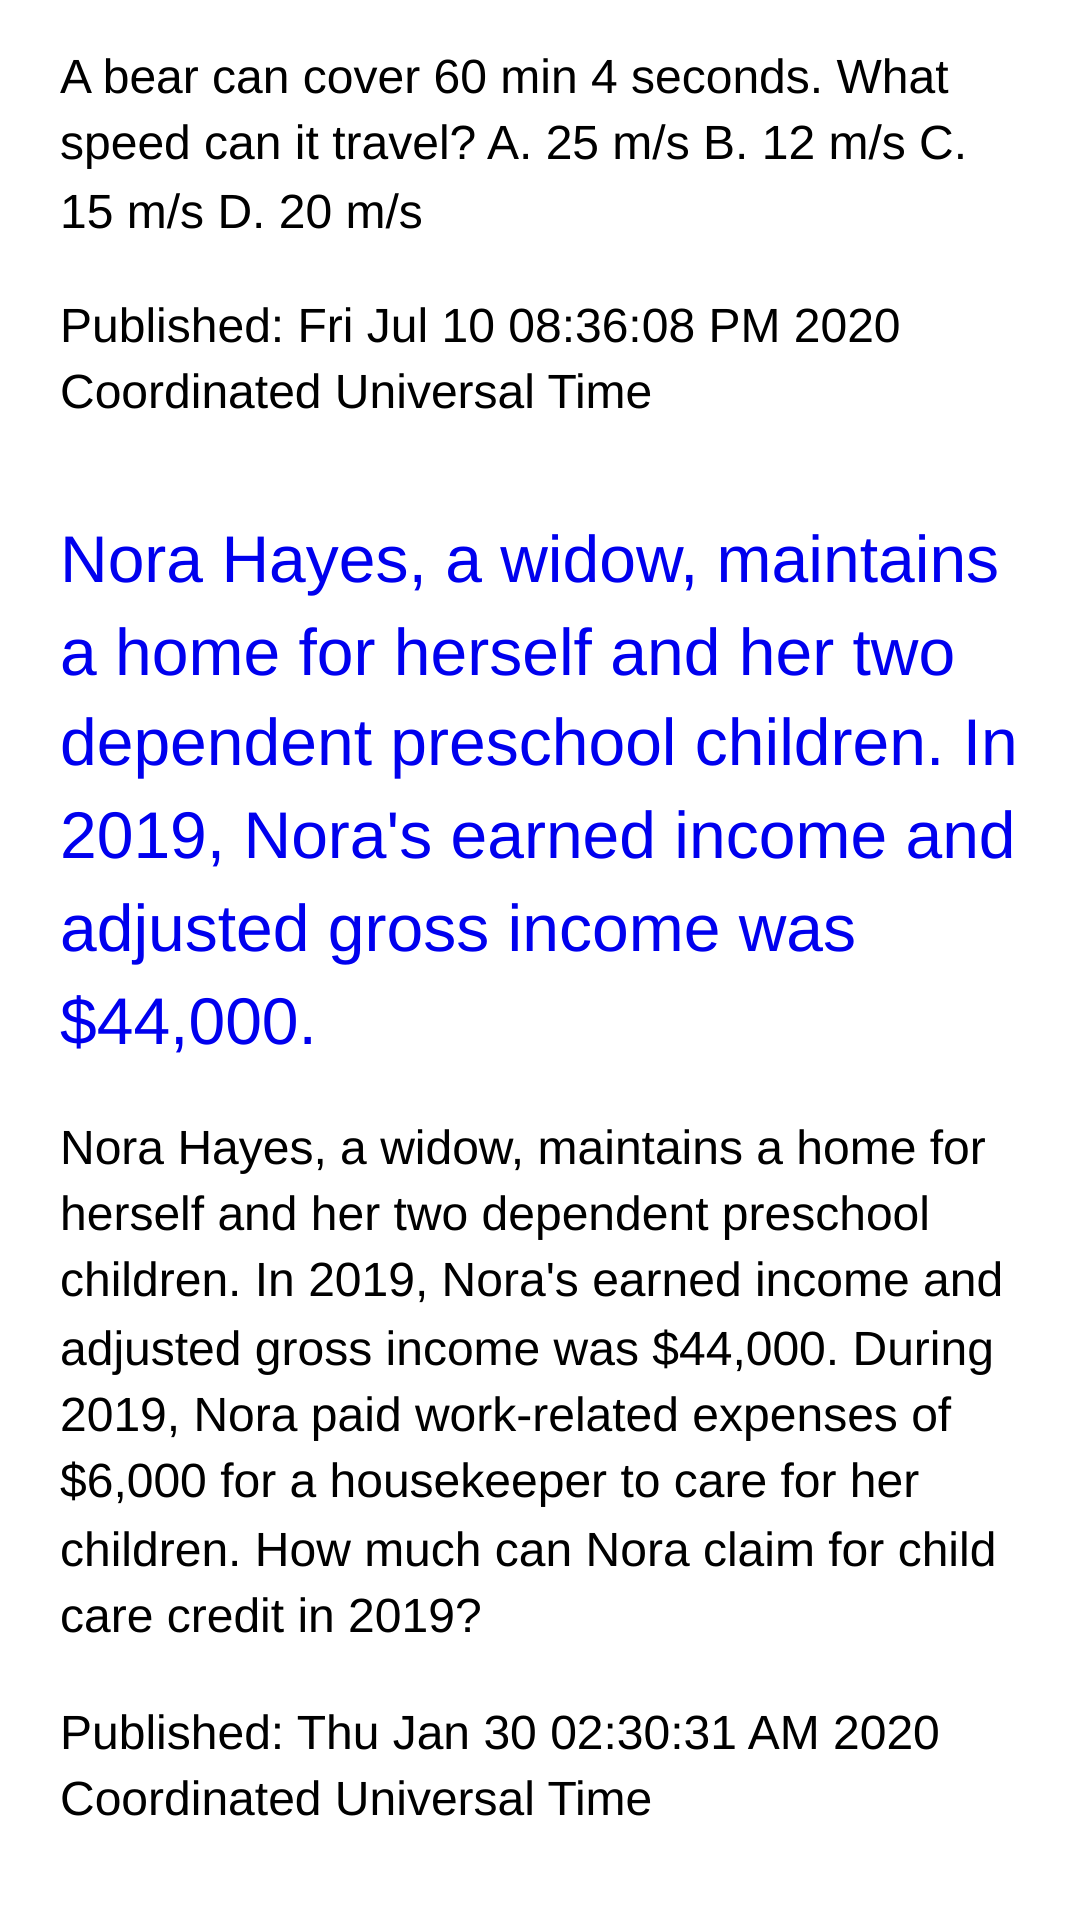 A bear can cover 60 min 4 seconds. What
speed can it travel? A. 25 m/s B. 12 m/s C.
15 m/s D. 20 m/s
Published: Fri Jul 10 08:36:08 PM 2020
Coordinated Universal Time
Nora Hayes, a widow, maintains
a home for herself and her two
dependent preschool children. In
2019, Nora's earned income and
adjusted gross income was
$44,000.
Nora Hayes, a widow, maintains a home for
herself and her two dependent preschool
children. In 2019, Nora's earned income and
adjusted gross income was $44,000. During
2019, Nora paid work-related expenses of
$6,000 for a housekeeper to care for her
children. How much can Nora claim for child
care credit in 2019?
Published: Thu Jan 30 02:30:31 AM 2020
Coordinated Universal Time